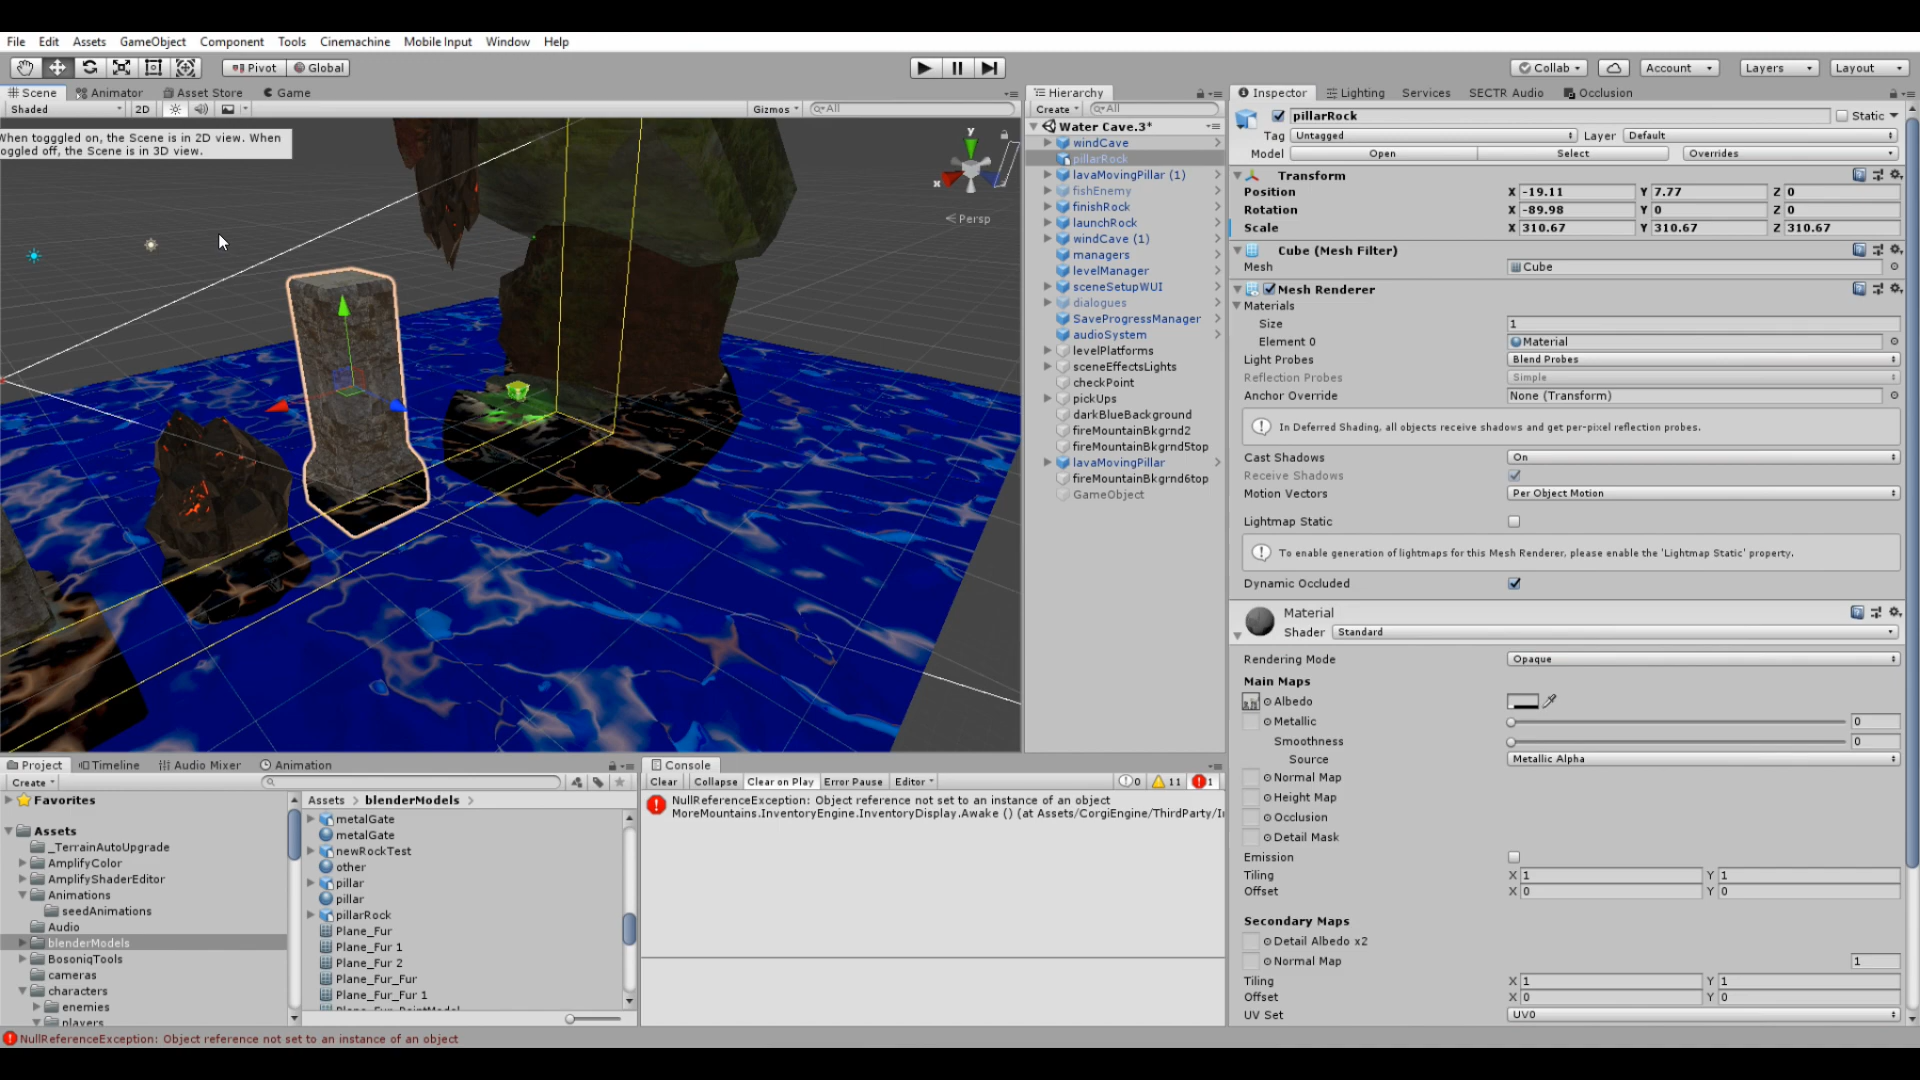 File Edit Assets GameObject Component Tools Cinemachine Mobile Input Window Help
Pivot Global Collab Account Layers Layout
Scene Animator Asset Store Game
Shaded 2D Gizmos All
When togggled on, the Scene is in 2D view. When
oggled off, the Scene is in 3D view.
y
x
Persp
Hierarchy
Create All
Water Cave.3*
windCave
pillarRock
lavaMovingPillar (1)
fishEnemy
finishRock
launchRock
windCave (1)
managers
levelManager
sceneSetupWUI
dialogues
SaveProgressManager
audioSystem
levelPlatforms
sceneEffectsLights
checkPoint
pickUps
darkBlueBackground
fireMountainBkgrnd2
fireMountainBkgrnd5top
lavaMovingPillar
fireMountainBkgrnd6top
GameObject
Inspector Lighting Services SECTR Audio Occlusion
pillarRock Static
Tag Untagged Layer Default
Model Open Select Overrides
Transform
Position X -19.11 Y 7.77 Z 0
Rotation X -89.98 Y 0 Z 0
Scale X 310.67 Y 310.67 Z 310.67
Cube (Mesh Filter)
Mesh Cube
Mesh Renderer
Materials
Size 1
Element 0 Material
Light Probes Blend Probes
Reflection Probes Simple
Anchor Override None (Transform)
In Deferred Shading, all objects receive shadows and get per-pixel reflection probes.
Cast Shadows On
Receive Shadows
Motion Vectors Per Object Motion
Lightmap Static
To enable generation of lightmaps for this Mesh Renderer, please enable the 'Lightmap Static' property.
Dynamic Occluded
Material
Shader Standard
Rendering Mode Opaque
Main Maps
Albedo
Metallic 0
Smoothness 0
Source Metallic Alpha
Normal Map
Height Map
Occlusion
Detail Mask
Emission
Tiling X 1 Y 1
Offset X 0 Y 0
Secondary Maps
Detail Albedo x2
Normal Map 1
Tiling X 1 Y 1
Offset X 0 Y 0
UV Set UV0
Project Timeline Audio Mixer Animation
Create
Favorites
Assets
_TerrainAutoUpgrade
AmplifyColor
AmplifyShaderEditor
Animations
seedAnimations
Audio
blenderModels
BosoniqTools
cameras
characters
enemies
players
Assets blenderModels
metalGate
metalGate
newRockTest
other
pillar
pillar
pillarRock
Plane_Fur
Plane_Fur 1
Plane_Fur 2
Plane_Fur_Fur
Plane_Fur_Fur 1
Plane_Fur_PointModel
Console
Clear Collapse Clear on Play Error Pause Editor 0 11 1
NullReferenceException: Object reference not set to an instance of an object
MoreMountains.InventoryEngine.InventoryDisplay.Awake () (at Assets/CorgiEngine/ThirdParty/I
NullReferenceException: Object reference not set to an instance of an object